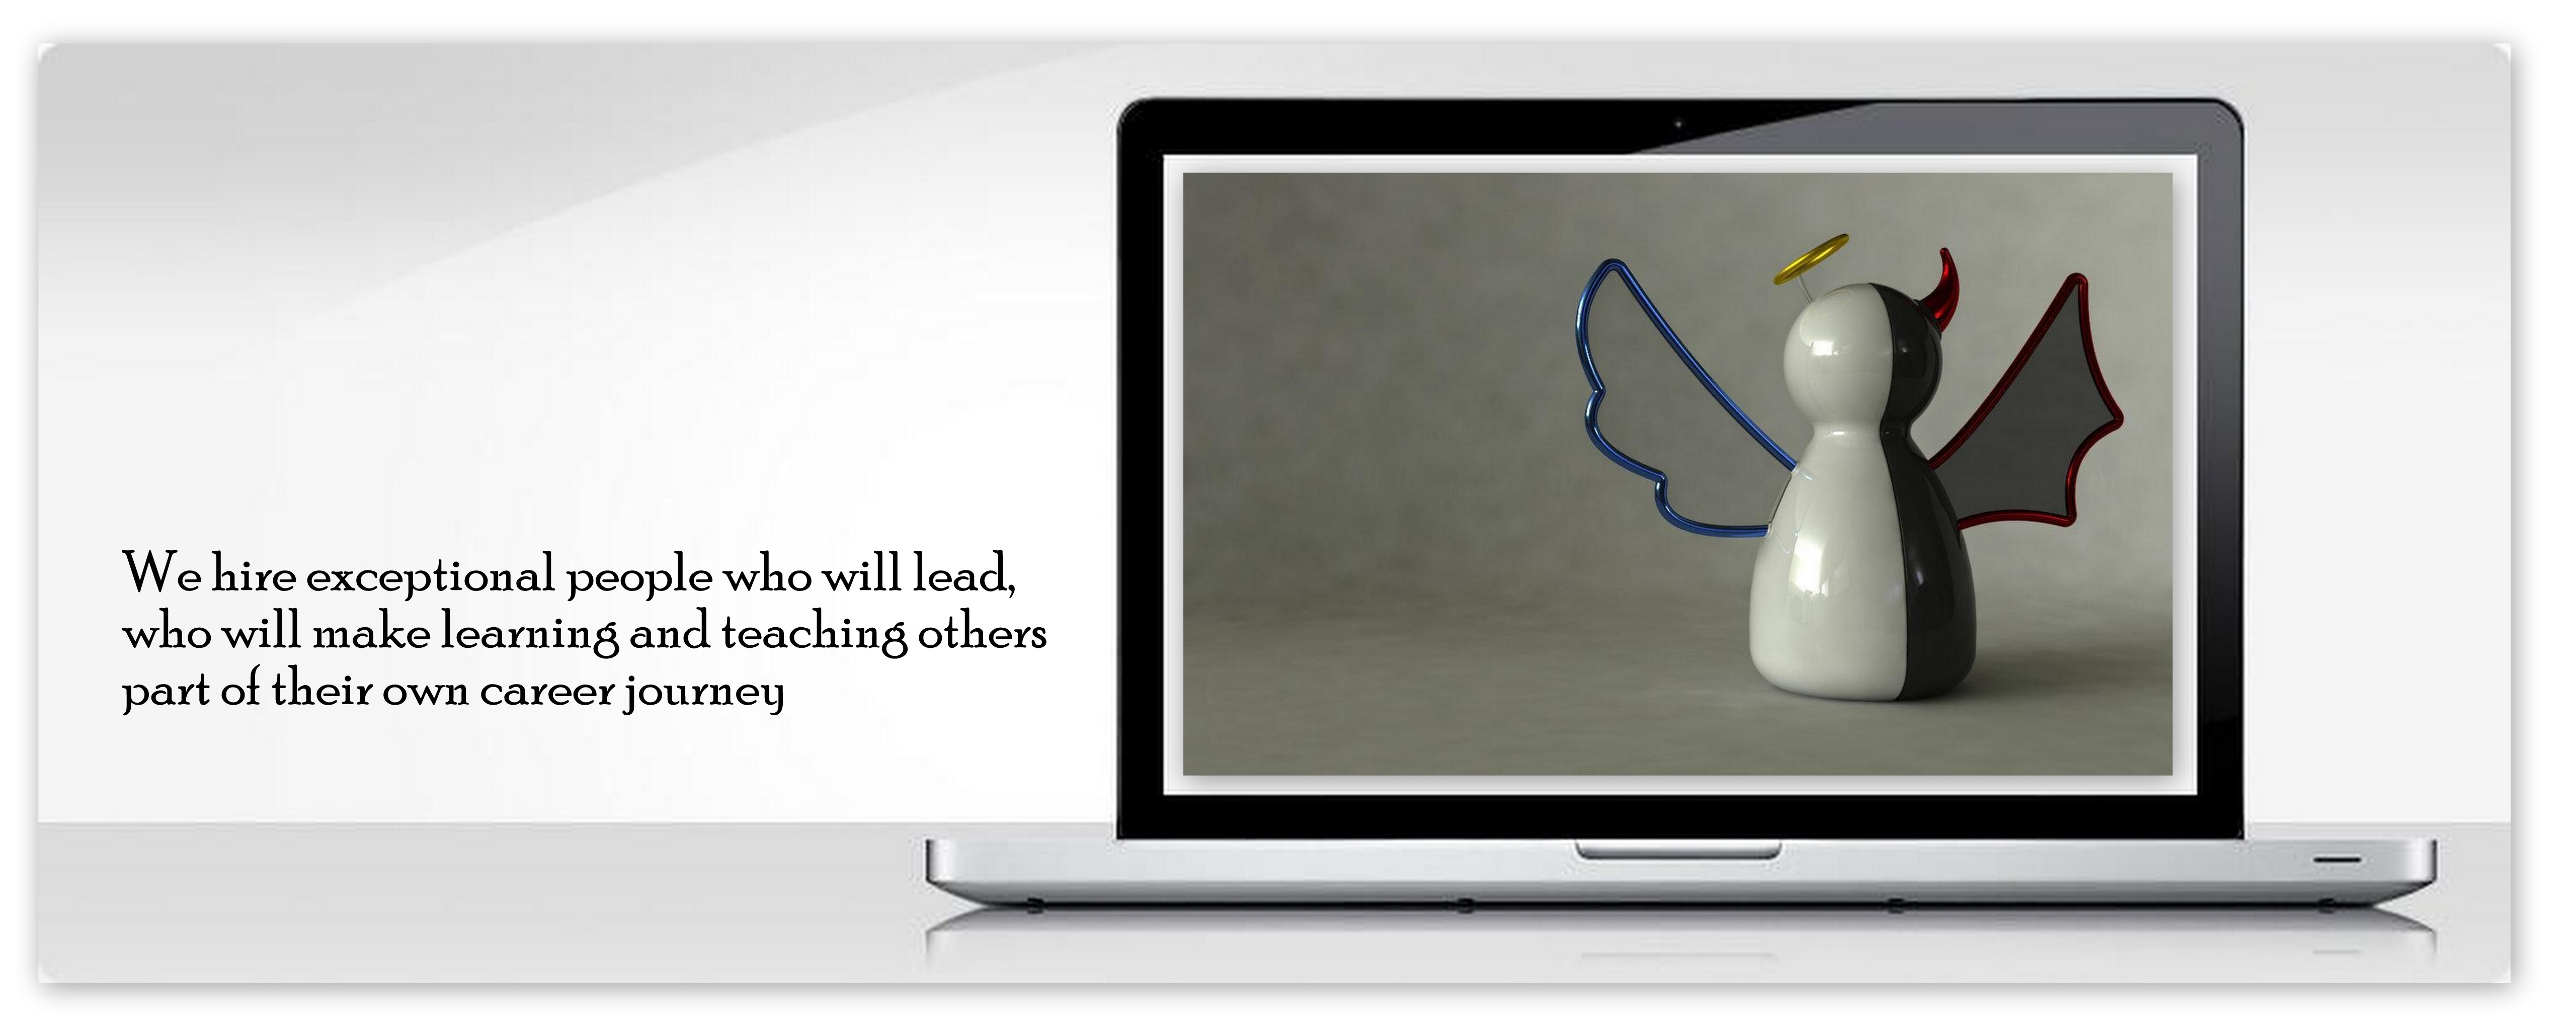 We hire exceptional people who will lead,
who will make learning and teaching others
part of their own career journey